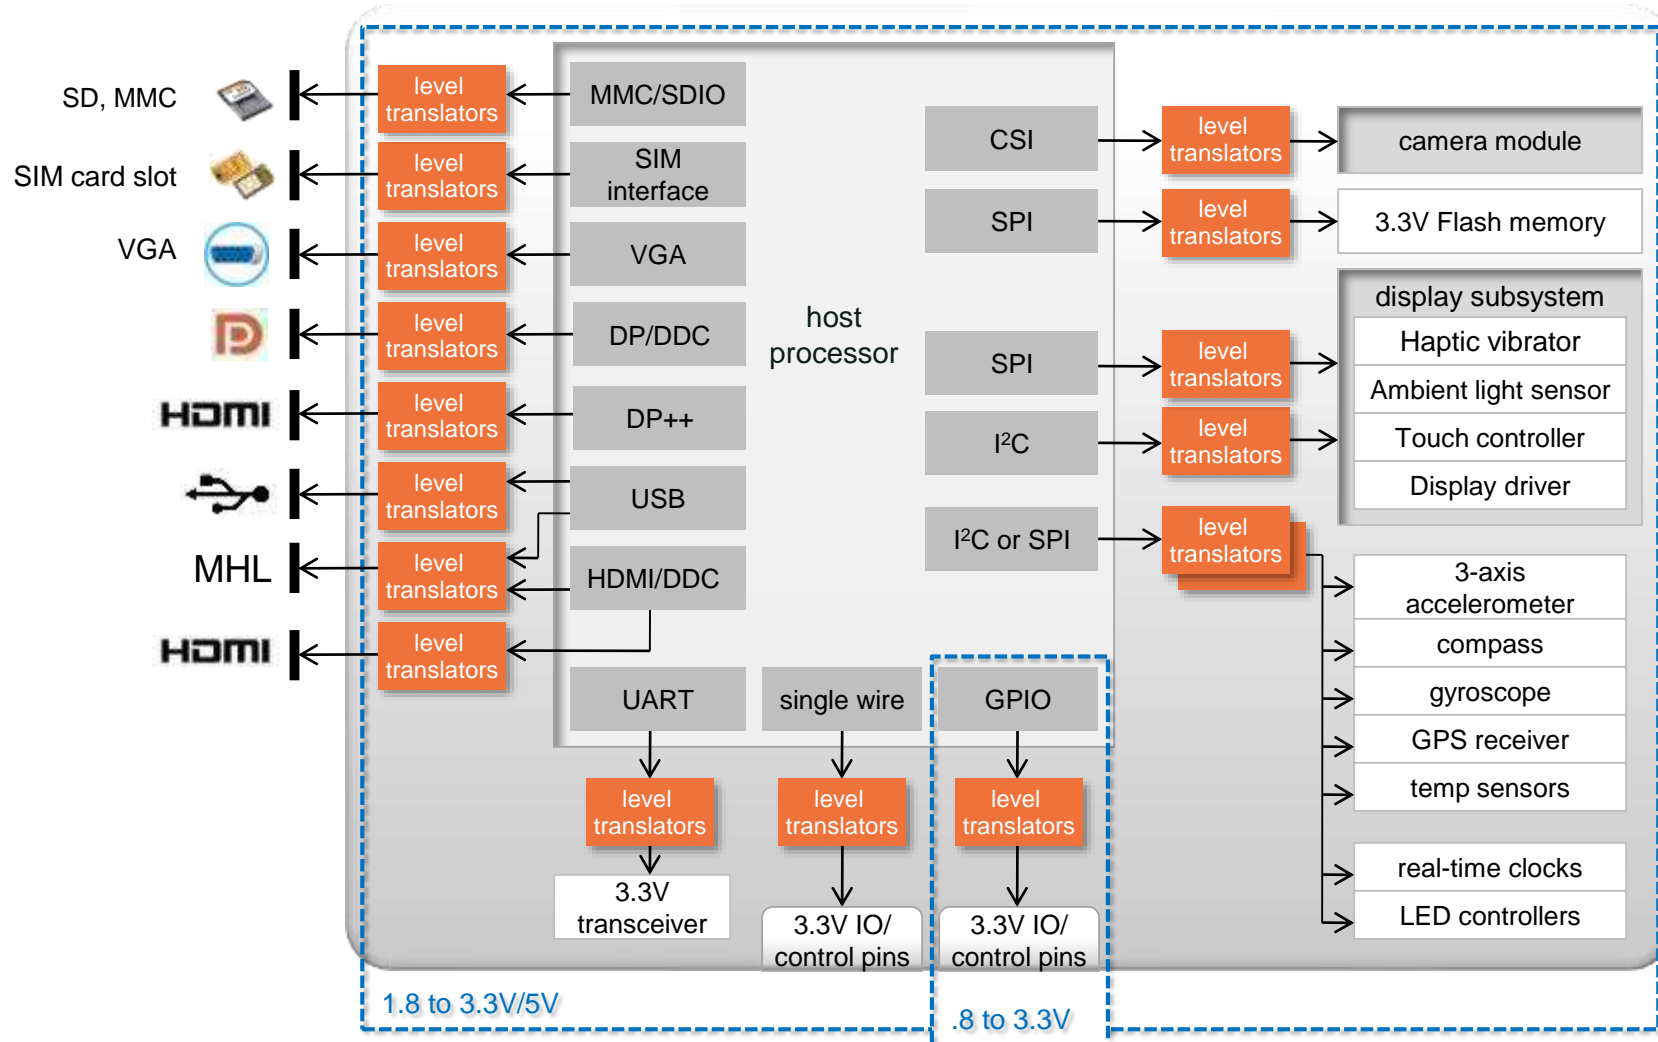 SD, MMC
level
translators
MMC/SDIO
SIM card slot
level
translators
SIM
interface
VGA
level
translators
VGA
level
translators
DP/DDC
HDMI
level
translators
DP++
level
translators
USB
MHL
level
translators
HDMI/DDC
HDMI
level
translators
host
processor
CSI
level
translators
camera module
SPI
level
translators
3.3V Flash memory
SPI
level
translators
I²C
level
translators
display subsystem
Haptic vibrator
Ambient light sensor
Touch controller
Display driver
I²C or SPI
level
translators
3-axis
accelerometer
compass
gyroscope
GPS receiver
temp sensors
real-time clocks
LED controllers
UART
level
translators
3.3V
transceiver
single wire
level
translators
3.3V IO/
control pins
GPIO
level
translators
3.3V IO/
control pins
1.8 to 3.3V/5V
.8 to 3.3V